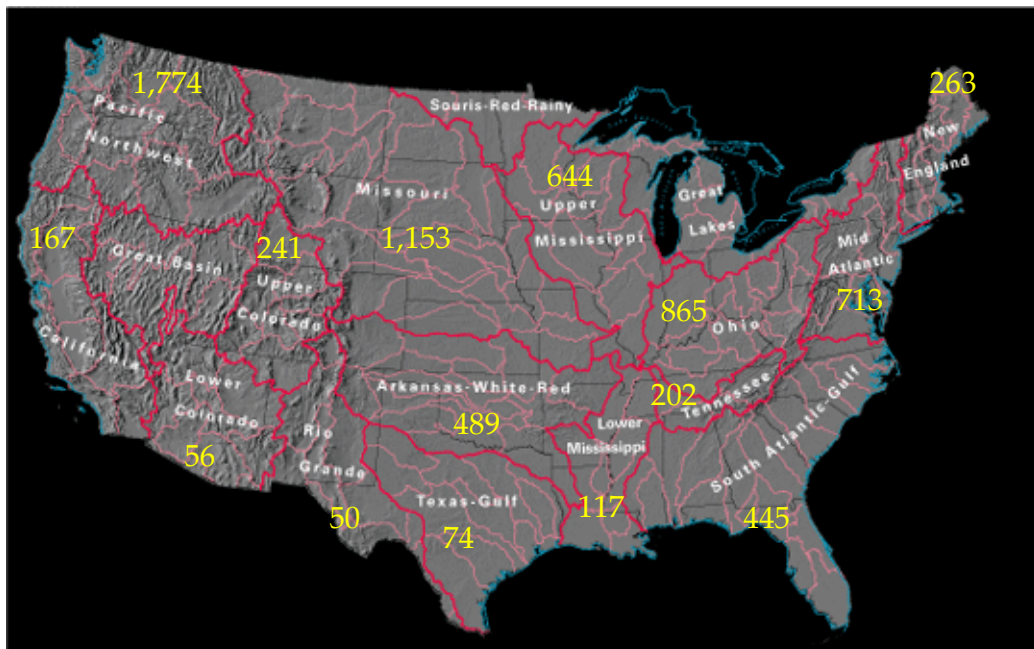 1,774
263
Souris-Red-Rainy
Pacific
Northwest
New
England
644
Missouri
Great
Upper
Lakes
167
241
1,153
Mississippi
Mid
Great Basin
Atlantic
Upper
865
713
Colorado
Ohio
California
Lower
Arkansas-White-Red
202
Tennessee
Colorado
489
Lower
Rio
Mississippi
South Atlantic-Gulf
56
Grande
Texas-Gulf
117
50
74
445